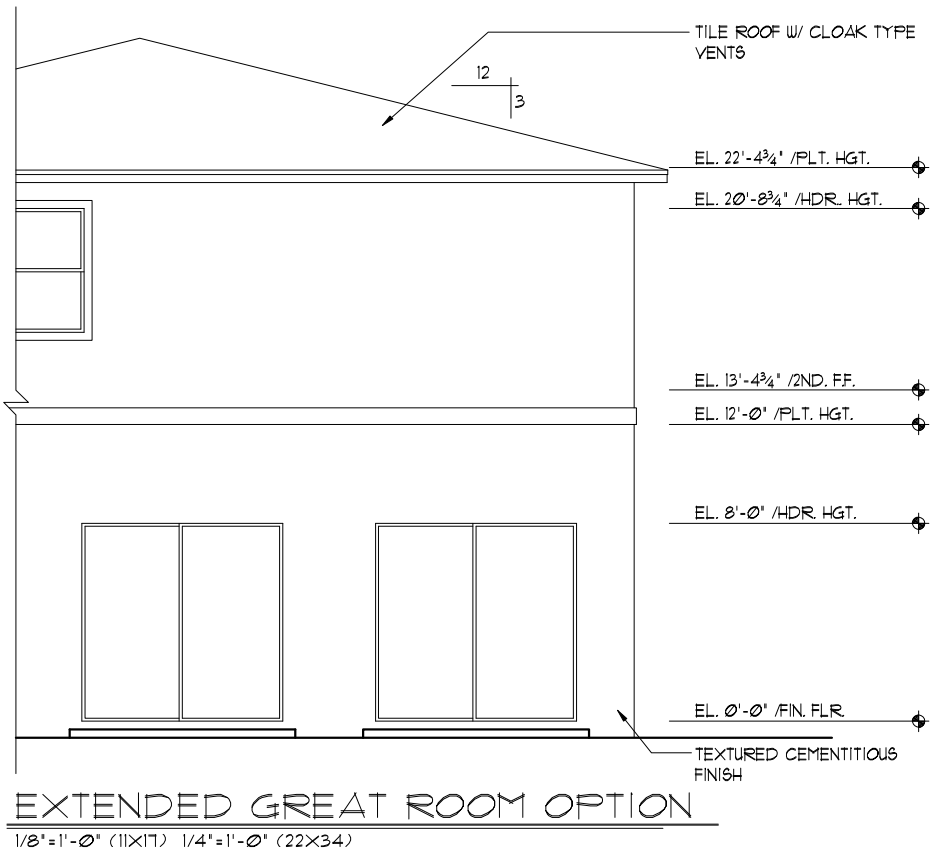 TILE ROOF W/ CLOAK TYPE
VENTS
12
3
EL. 22'-4¾" /PLT. HGT.
EL. 20'-8¾" /HDR. HGT.
EL. 13'-4¾" /2ND. F.F.
EL. 12'-0" /PLT. HGT.
EL. 8'-0" /HDR. HGT.
EL. 0'-0" /FIN. FLR.
TEXTURED CEMENTITIOUS
FINISH
EXTENDED GREAT ROOM OPTION
1/8"=1'-0" (11X17) 1/4"=1'-0" (22X34)